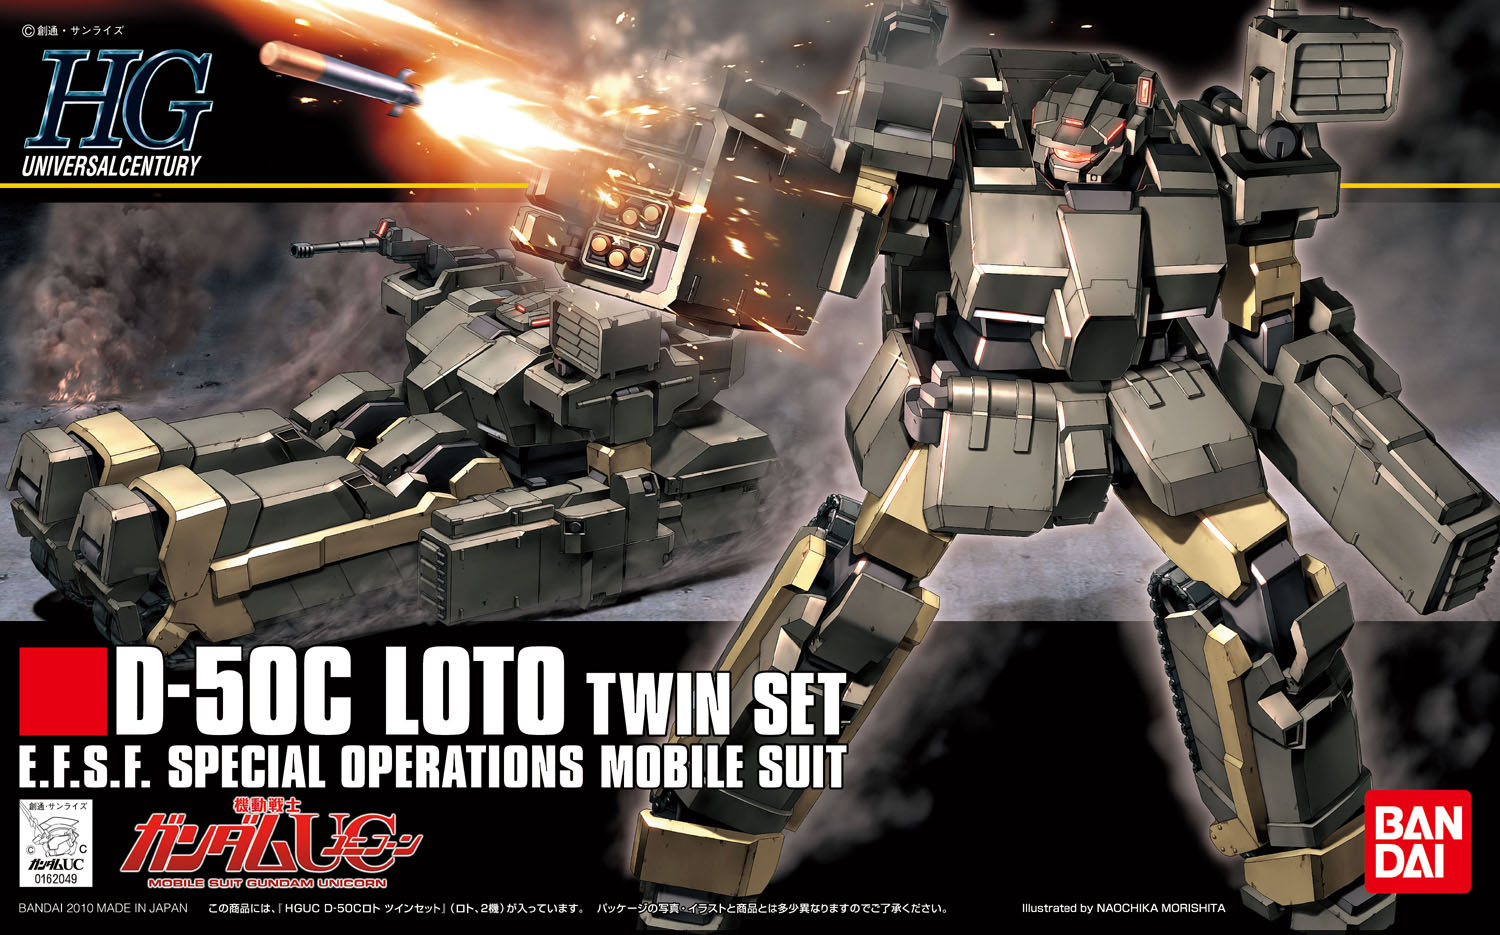 ©創通・サンライズ
HG
UNIVERSAL CENTURY
D-50C LOTO TWIN SET
E.F.S.F. SPECIAL OPERATIONS MOBILE SUIT
創通・サンライズ
© C
ガンダムUC
0162049
機動戦士
ガンダムUC
ユニコーン
MOBILE SUIT GUNDAM UNICORN
BAN
DAI
BANDAI 2010 MADE IN JAPAN
この商品には、『HGUC D-50Cロト ツインセット』(ロト、2機)が入っています。 パッケージの写真・イラストと商品とは多少異なりますのでご了承ください。
Illustrated by NAOCHIKA MORISHITA